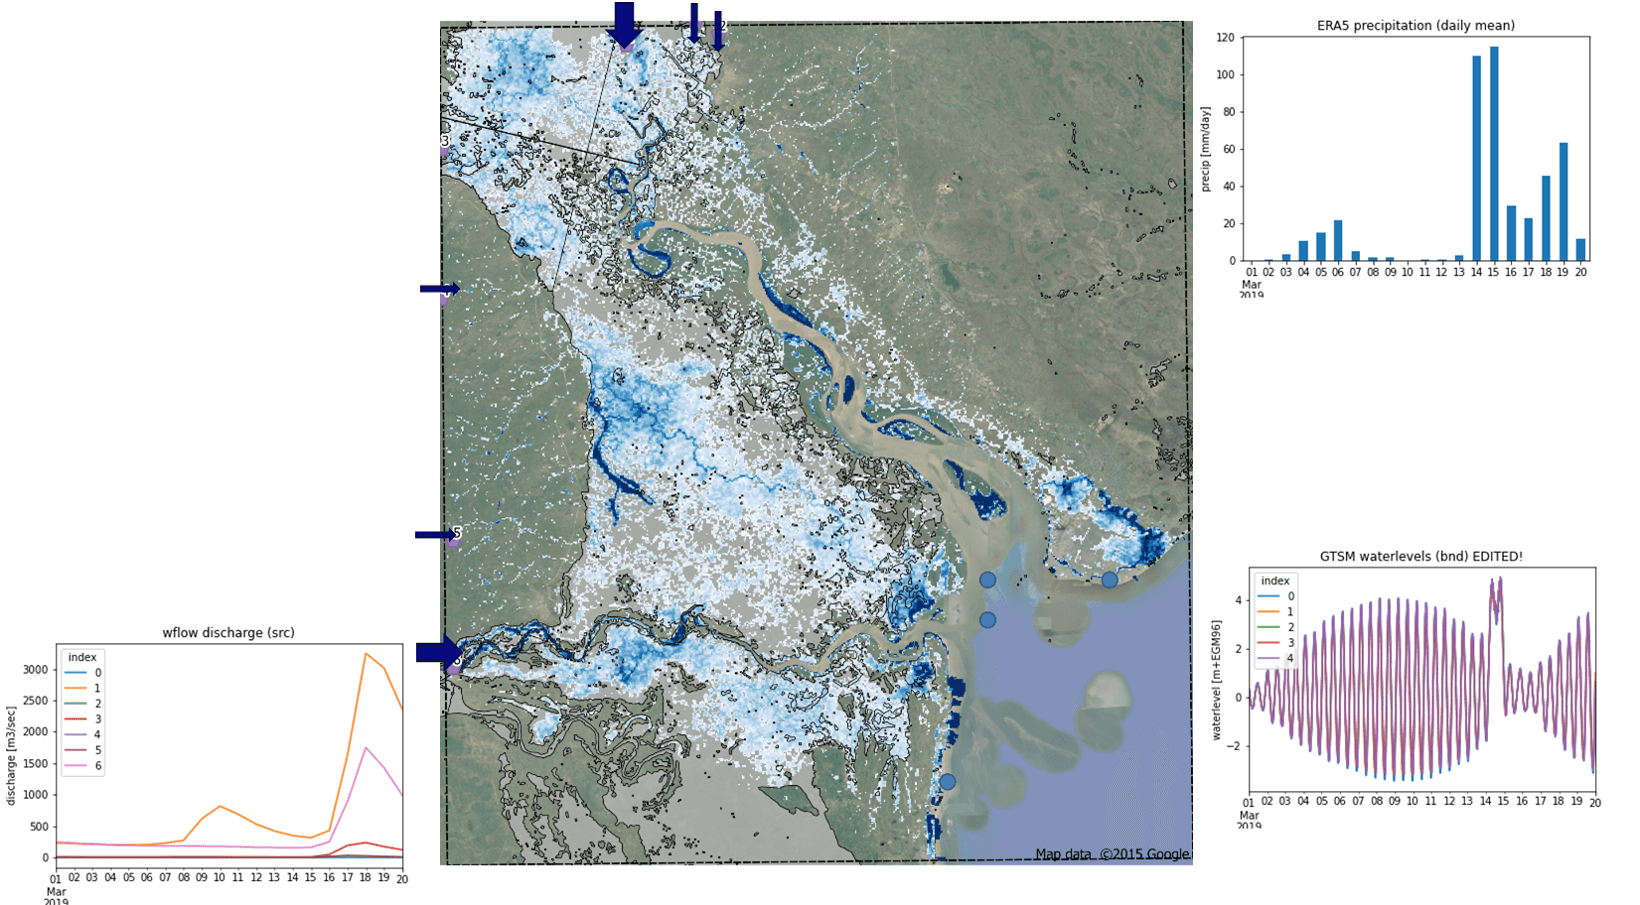 ERA5 precipitation (daily mean)
precip [mm/day]
120
100
80
60
40
20
0
01 02 03 04 05 06 07 08 09 10 11 12 13 14 15 16 17 18 19 20
Mar
2019
2
3
5
Map data ©2015 Google
GTSM waterlevels (bnd) EDITED!
waterlevel [m+EGM96]
index
0
1
2
3
4
4
2
0
−2
01 02 03 04 05 06 07 08 09 10 11 12 13 14 15 16 17 18 19 20
Mar
2019
wflow discharge (src)
discharge [m3/sec]
index
0
1
2
3
4
5
6
3000
2500
2000
1500
1000
500
0
01 02 03 04 05 06 07 08 09 10 11 12 13 14 15 16 17 18 19 20
Mar
2019